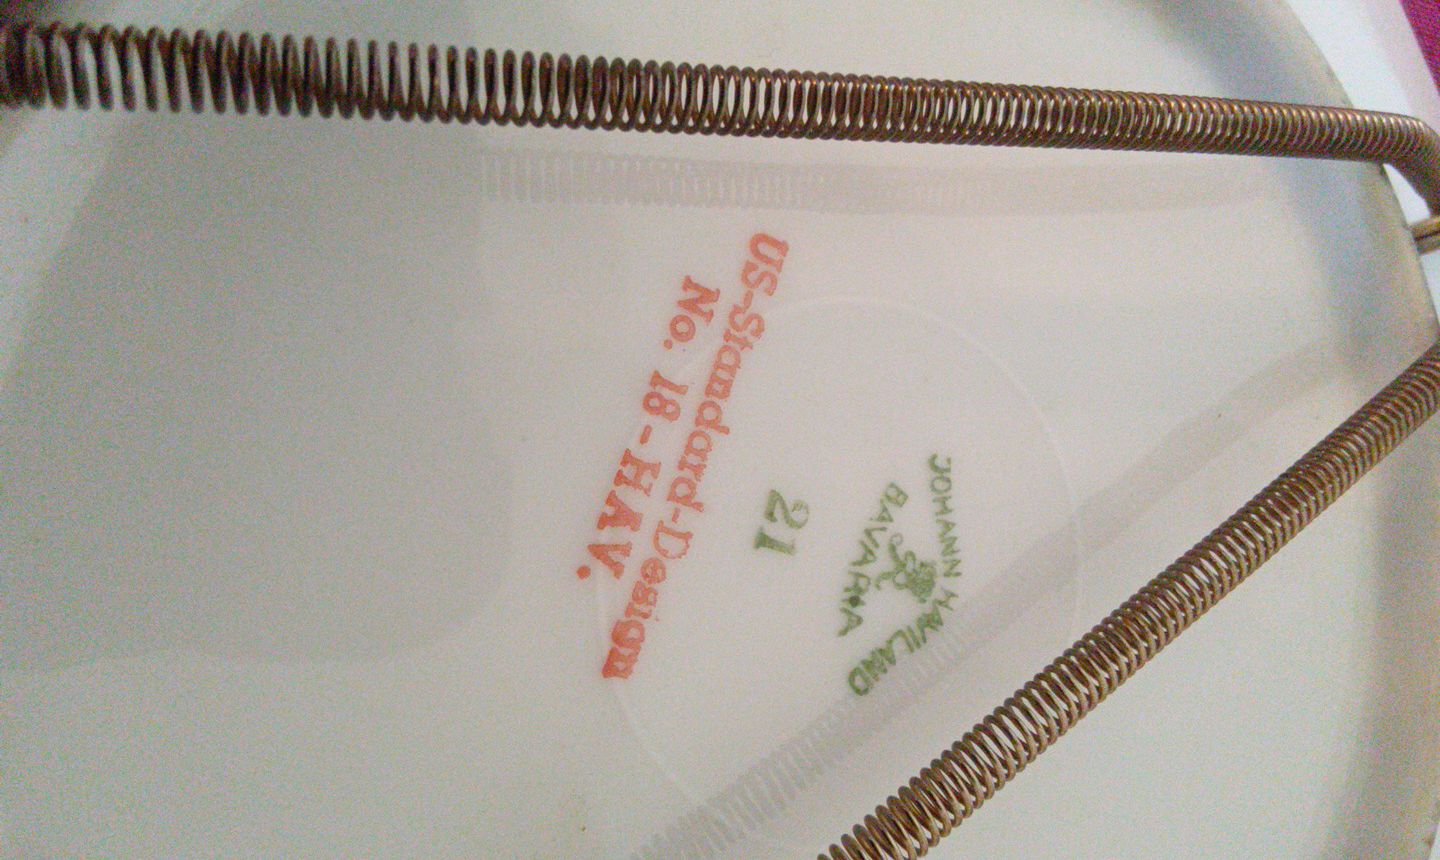 JOHANN HAVILAND
BAVARIA
21
US-Standard-Design
No. 18-HAV.